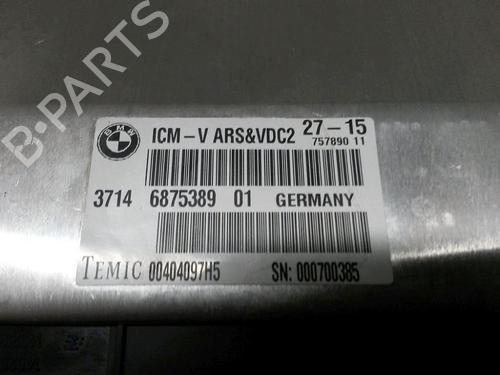 B-PARTS
BMW
ICM-V ARS&VDC2 27-15
757890 11
3714 6875389 01 GERMANY
TEMIC 00404097H5 SN: 000700385